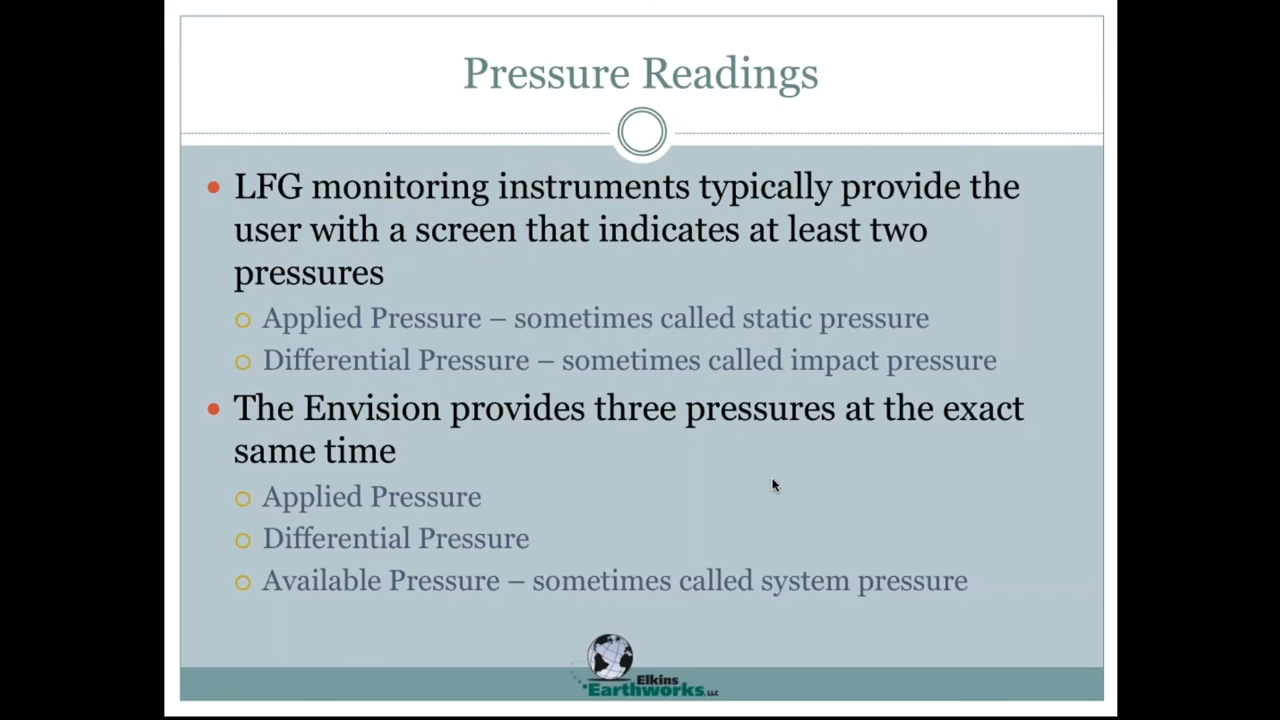 Pressure Readings
LFG monitoring instruments typically provide the
user with a screen that indicates at least two
pressures
Applied Pressure – sometimes called static pressure
Differential Pressure – sometimes called impact pressure
The Envision provides three pressures at the exact
same time
Applied Pressure
Differential Pressure
Available Pressure – sometimes called system pressure
Elkins
Earthworks, LLC